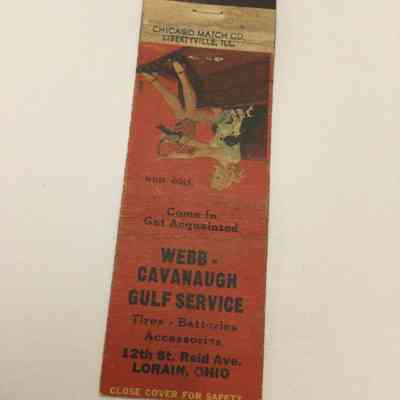 CHICAGO MATCH CO.
LIBERTYVILLE, ILL.
Come In
Get Acquainted
WEBB -
CAVANAUGH
GULF SERVICE
Tires - Batteries
Accessories
12th St. Reid Ave.
LORAIN, OHIO
CLOSE COVER FOR SAFETY